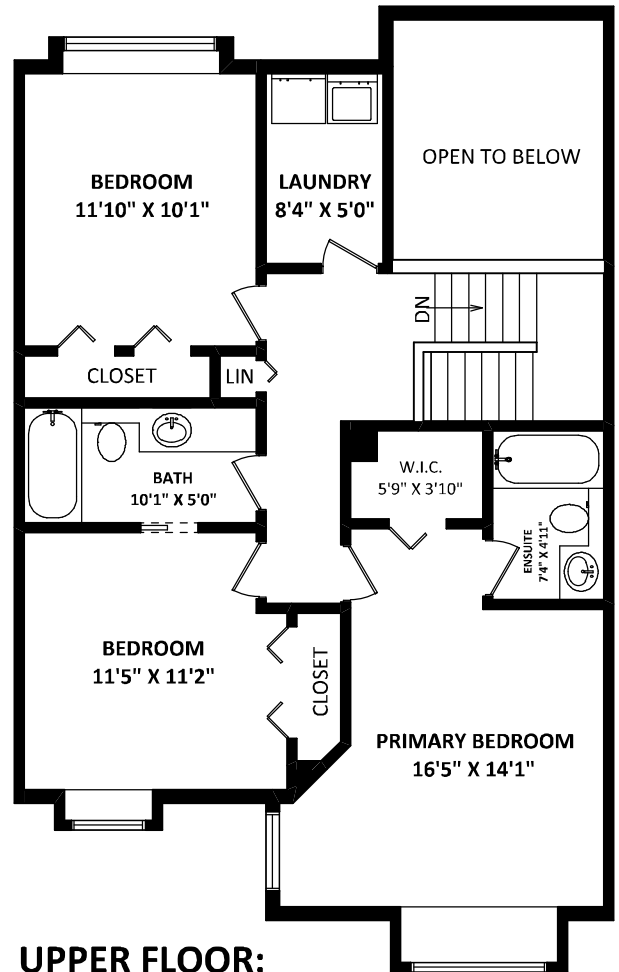 OPEN TO BELOW
BEDROOM
11'10" X 10'1"
LAUNDRY
8'4" X 5'0"
DN
CLOSET
LIN
BATH
10'1" X 5'0"
W.I.C.
5'9" X 3'10"
ENSUITE
7'4" X 4'11"
BEDROOM
11'5" X 11'2"
CLOSET
PRIMARY BEDROOM
16'5" X 14'1"
UPPER FLOOR: